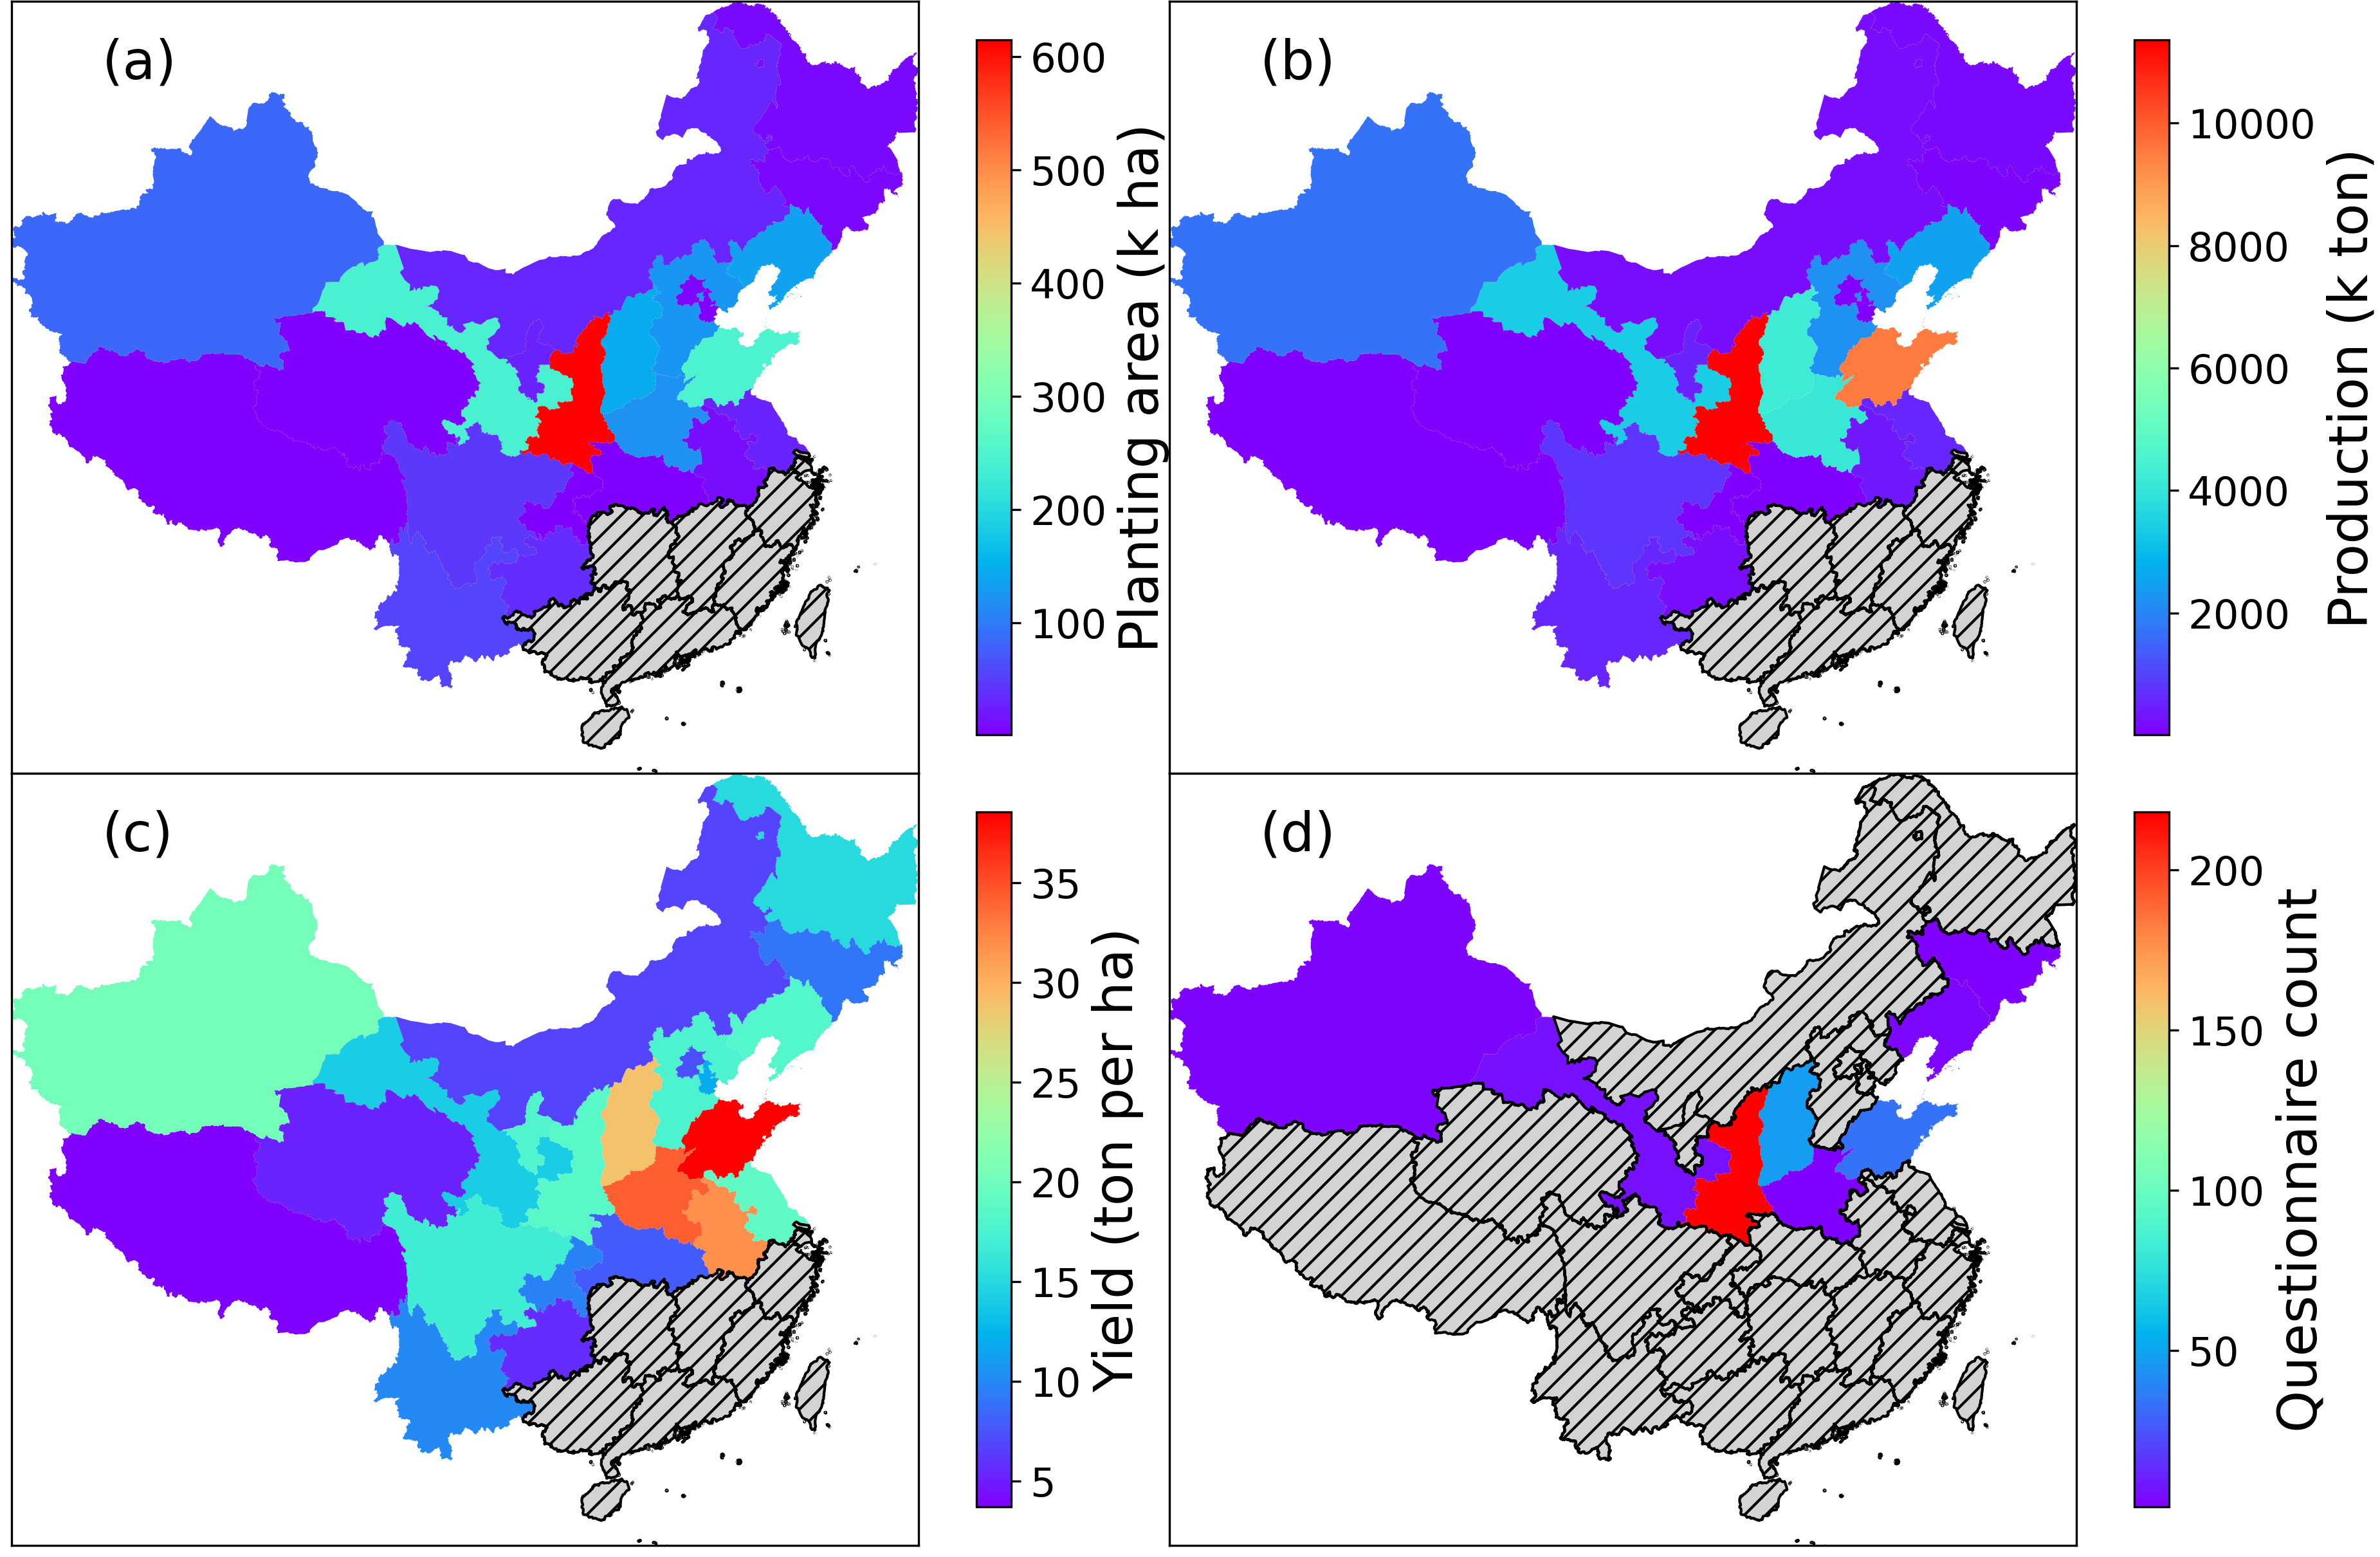 (a)
600
500
400
300
200
100
Planting area (k ha)
(b)
10000
8000
6000
4000
2000
Production (k ton)
(c)
35
30
25
20
15
10
5
Yield (ton per ha)
(d)
200
150
100
50
Questionnaire count